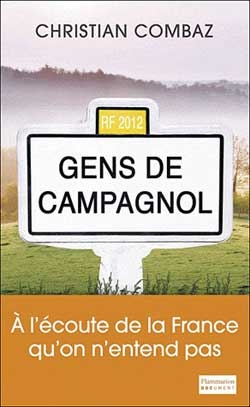 CHRISTIAN COMBAZ
RF 2012
GENS DE
CAMPAGNOL
À l'écoute de la France
qu'on n'entend pas
Flammarion
DOCUMENT